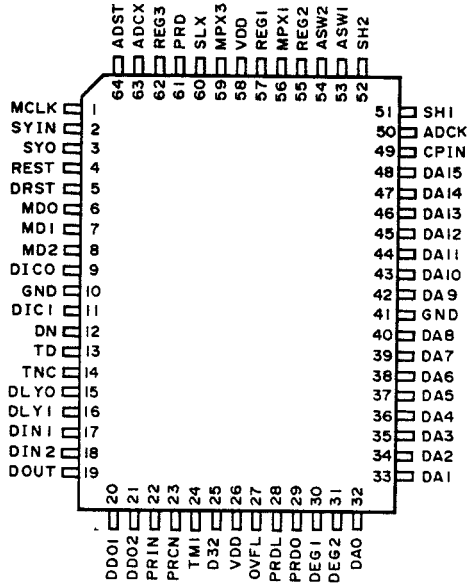 ADST ADCX REG3 PRD SLX MPX3 VDD REG1 MPX1 REG2 ASW2 ASW1 SH2
64 63 62 61 60 59 58 57 56 55 54 53 52
MCLK 1
SYIN 2
SYO 3
REST 4
DRST 5
MD0 6
MD1 7
MD2 8
DICO 9
GND 10
DIC1 11
DN 12
TD 13
TNC 14
DLY0 15
DLY1 16
DIN1 17
DIN2 18
DOUT 19
51 SH1
50 ADCK
49 CPIN
48 DA15
47 DA14
46 DA13
45 DA12
44 DA11
43 DA10
42 DA9
41 GND
40 DA8
39 DA7
38 DA6
37 DA5
36 DA4
35 DA3
34 DA2
33 DA1
20 21 22 23 24 25 26 27 28 29 30 31 32
DDO1 DDO2 PRIN PRCN TM1 D32 VDD OVFL PRDL PRDO DEG1 DEG2 DA0